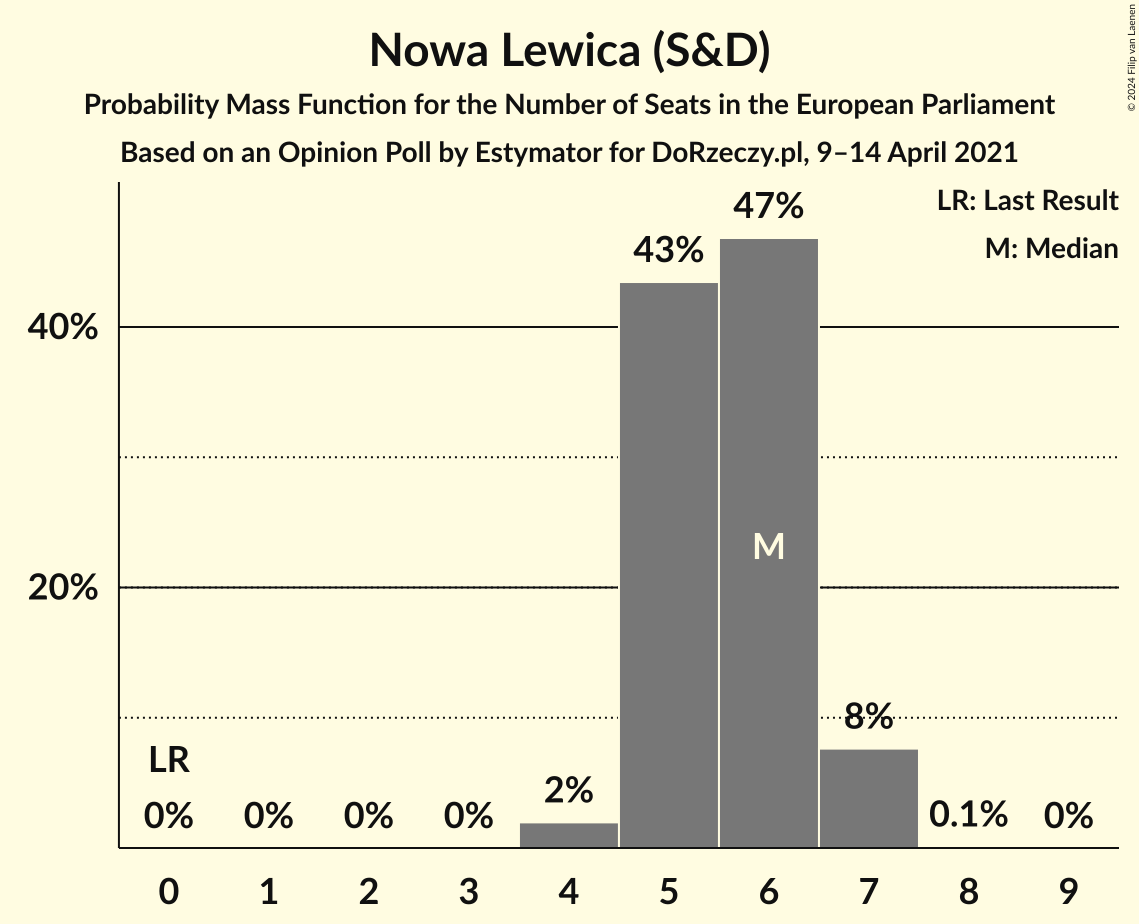 Nowa Lewica (S&D)
Probability Mass Function for the Number of Seats in the European Parliament
Based on an Opinion Poll by Estymator for DoRzeczy.pl, 9–14 April 2021
© 2024 Filip van Laenen
LR: Last Result
M: Median
47%
43%
40%
M
20%
8%
LR
2%
0% 0% 0% 0% 0.1% 0%
0 1 2 3 4 5 6 7 8 9